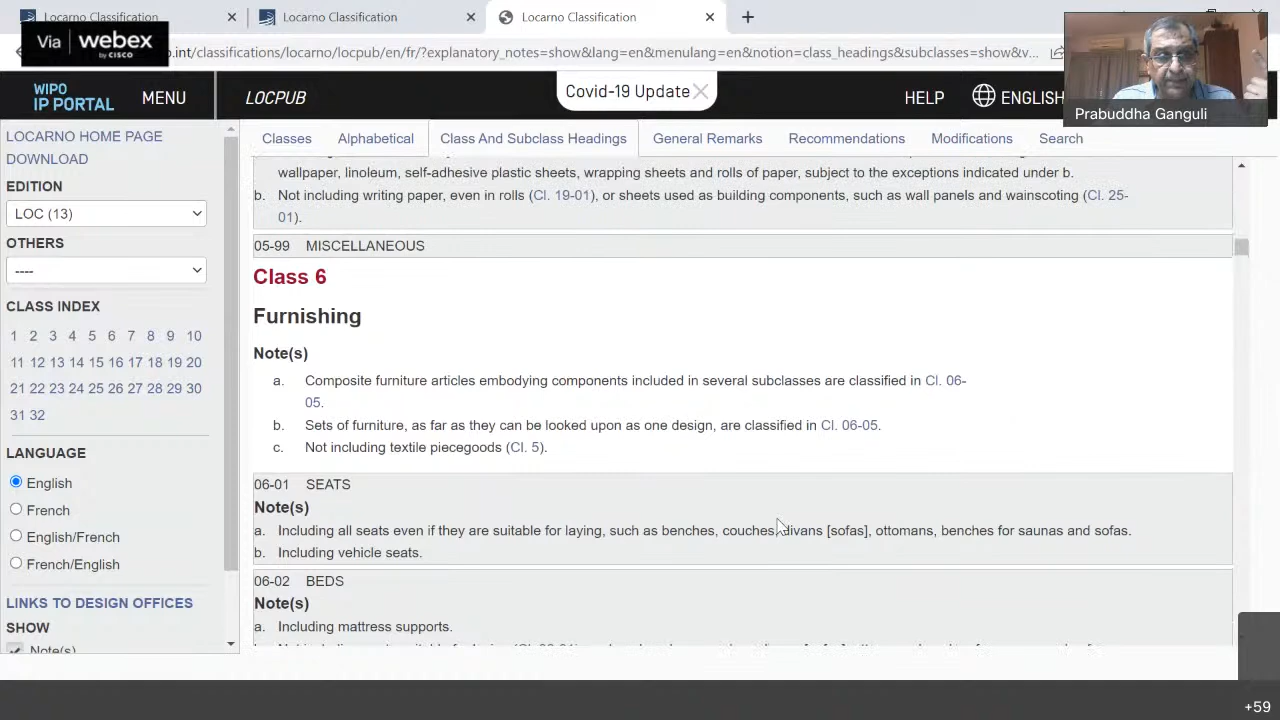 Locarno Classification
Locarno Classification
Locarno Classification
Via webex
by CISCO
.int/classifications/locarno/locpub/en/fr/?explanatory_notes=show&lang=en&menulang=en&notion=class_headings&subclasses=show&v...
Prabuddha Ganguli
WIPO
IP PORTAL
MENU
LOCPUB
Covid-19 Update
HELP
ENGLISH
LOCARNO HOME PAGE
DOWNLOAD
EDITION
LOC (13)
OTHERS
----
CLASS INDEX
1 2 3 4 5 6 7 8 9 10
11 12 13 14 15 16 17 18 19 20
21 22 23 24 25 26 27 28 29 30
31 32
LANGUAGE
English
French
English/French
French/English
LINKS TO DESIGN OFFICES
SHOW
Note(s)
Classes
Alphabetical
Class And Subclass Headings
General Remarks
Recommendations
Modifications
Search
wallpaper, linoleum, self-adhesive plastic sheets, wrapping sheets and rolls of paper, subject to the exceptions indicated under b.
b. Not including writing paper, even in rolls (Cl. 19-01), or sheets used as building components, such as wall panels and wainscoting (Cl. 25-
01).
05-99 MISCELLANEOUS
Class 6
Furnishing
Note(s)
a. Composite furniture articles embodying components included in several subclasses are classified in Cl. 06-
05.
b. Sets of furniture, as far as they can be looked upon as one design, are classified in Cl. 06-05.
c. Not including textile piecegoods (Cl. 5).
06-01 SEATS
Note(s)
a. Including all seats even if they are suitable for laying, such as benches, couches, divans [sofas], ottomans, benches for saunas and sofas.
b. Including vehicle seats.
06-02 BEDS
Note(s)
a. Including mattress supports.
+59